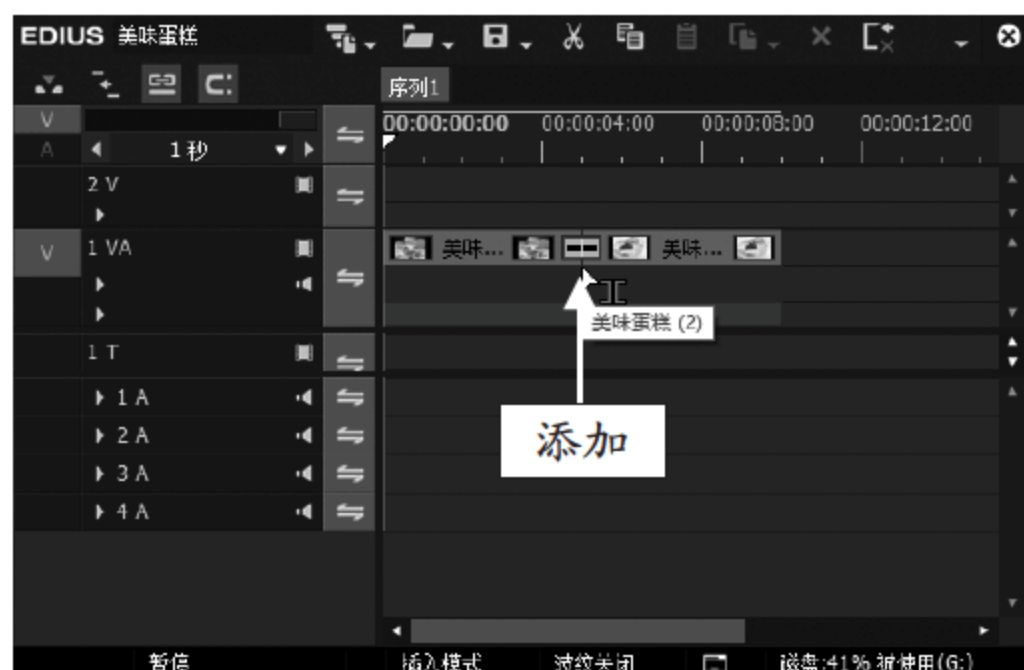 EDIUS 美味蛋糕
序列1
V
A
1秒
00:00:00:00 00:00:04:00 00:00:08:00 00:00:12:00
2 V
V
1 VA
美味... 美味...
美味蛋糕 (2)
1 T
1 A
添加
2 A
3 A
4 A
暂停 插入模式 波纹关闭 磁盘:41% 被使用(G:)